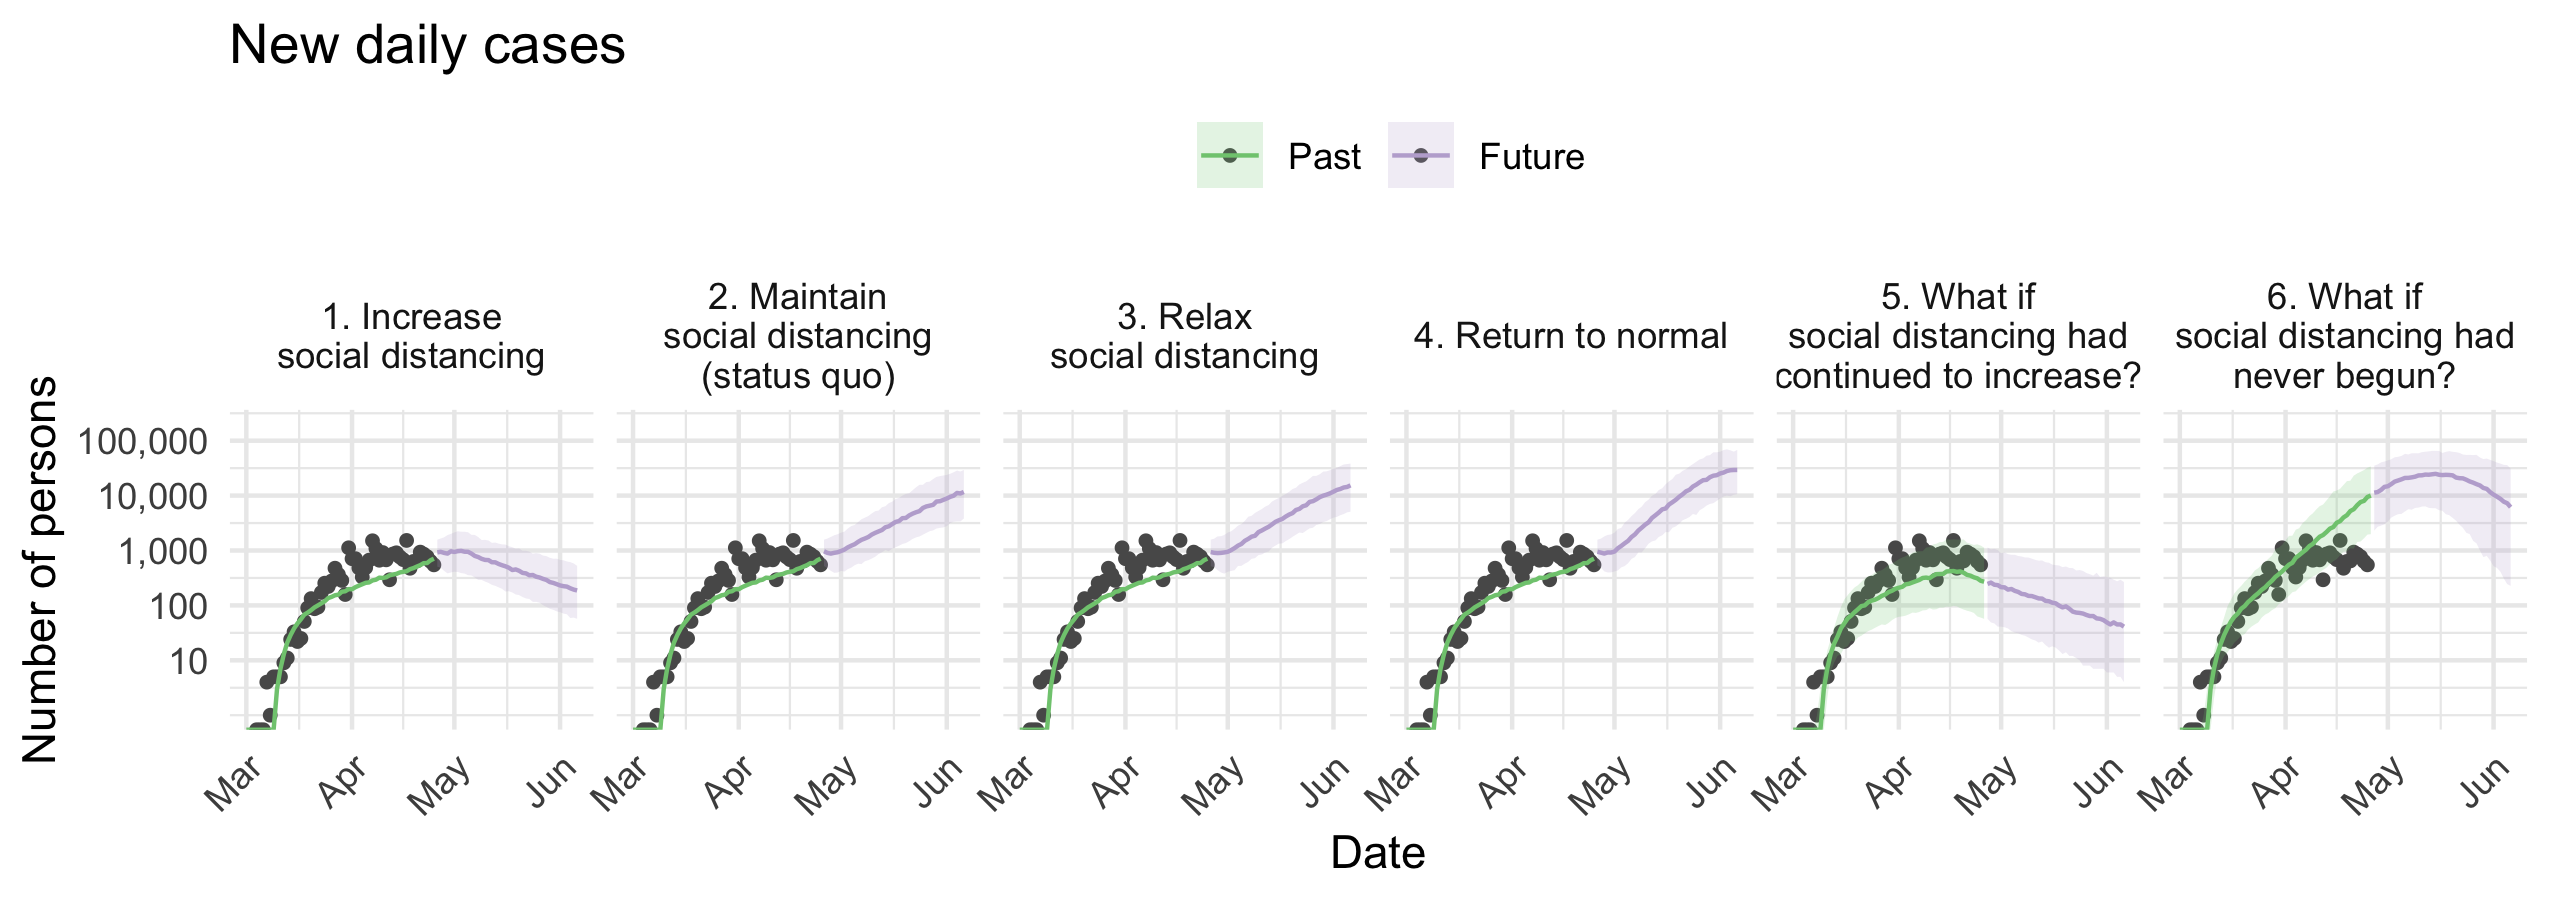 New daily cases
Past
Future
1. Increase
social distancing
2. Maintain
social distancing
(status quo)
3. Relax
social distancing
4. Return to normal
5. What if
social distancing had
continued to increase?
6. What if
social distancing had
never begun?
Number of persons
100,000
10,000
1,000
100
10
Mar
Apr
May
Jun
Mar
Apr
May
Jun
Mar
Apr
May
Jun
Mar
Apr
May
Jun
Mar
Apr
May
Jun
Mar
Apr
May
Jun
Date